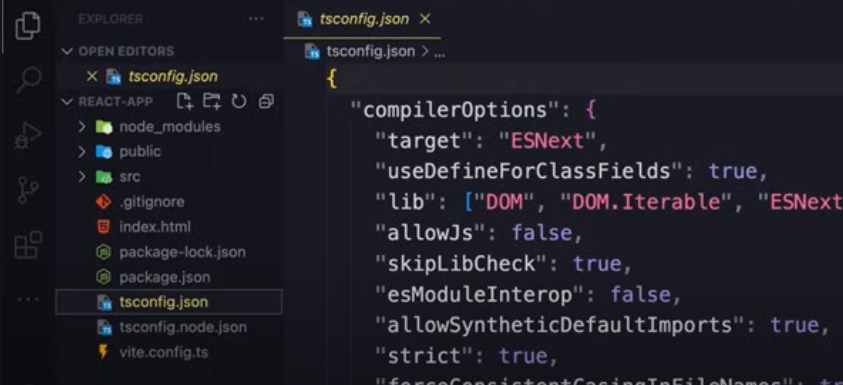 EXPLORER
OPEN EDITORS
tsconfig.json
REACT-APP
node_modules
public
src
.gitignore
index.html
package-lock.json
package.json
tsconfig.json
tsconfig.node.json
vite.config.ts
tsconfig.json
tsconfig.json > ...
{
"compilerOptions": {
"target": "ESNext",
"useDefineForClassFields": true,
"lib": ["DOM", "DOM.Iterable", "ESNext
"allowJs": false,
"skipLibCheck": true,
"esModuleInterop": false,
"allowSyntheticDefaultImports": true,
"strict": true,